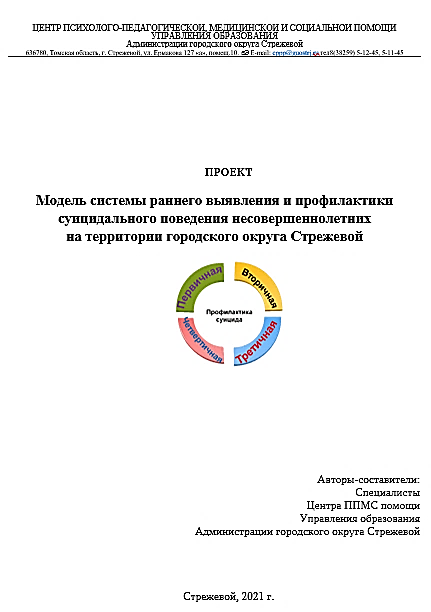 ЦЕНТР ПСИХОЛОГО-ПЕДАГОГИЧЕСКОЙ, МЕДИЦИНСКОЙ И СОЦИАЛЬНОЙ ПОМОЩИ
УПРАВЛЕНИЯ ОБРАЗОВАНИЯ
Администрации городского округа Стрежевой
636780, Томская область, г. Стрежевой, ул. Ермакова 127 «а», помещ.10. E-mail: тел8(38259) 5-12-45, 5-11-45
ПРОЕКТ
Модель системы раннего выявления и профилактики
суицидального поведения несовершеннолетних
на территории городского округа Стрежевой
Первичная
Вторичная
Профилактика
суицида
Четвертичная
Третичная
Авторы-составители:
Специалисты
Центра ППМС помощи
Управления образования
Администрации городского округа Стрежевой
Стрежевой, 2021 г.